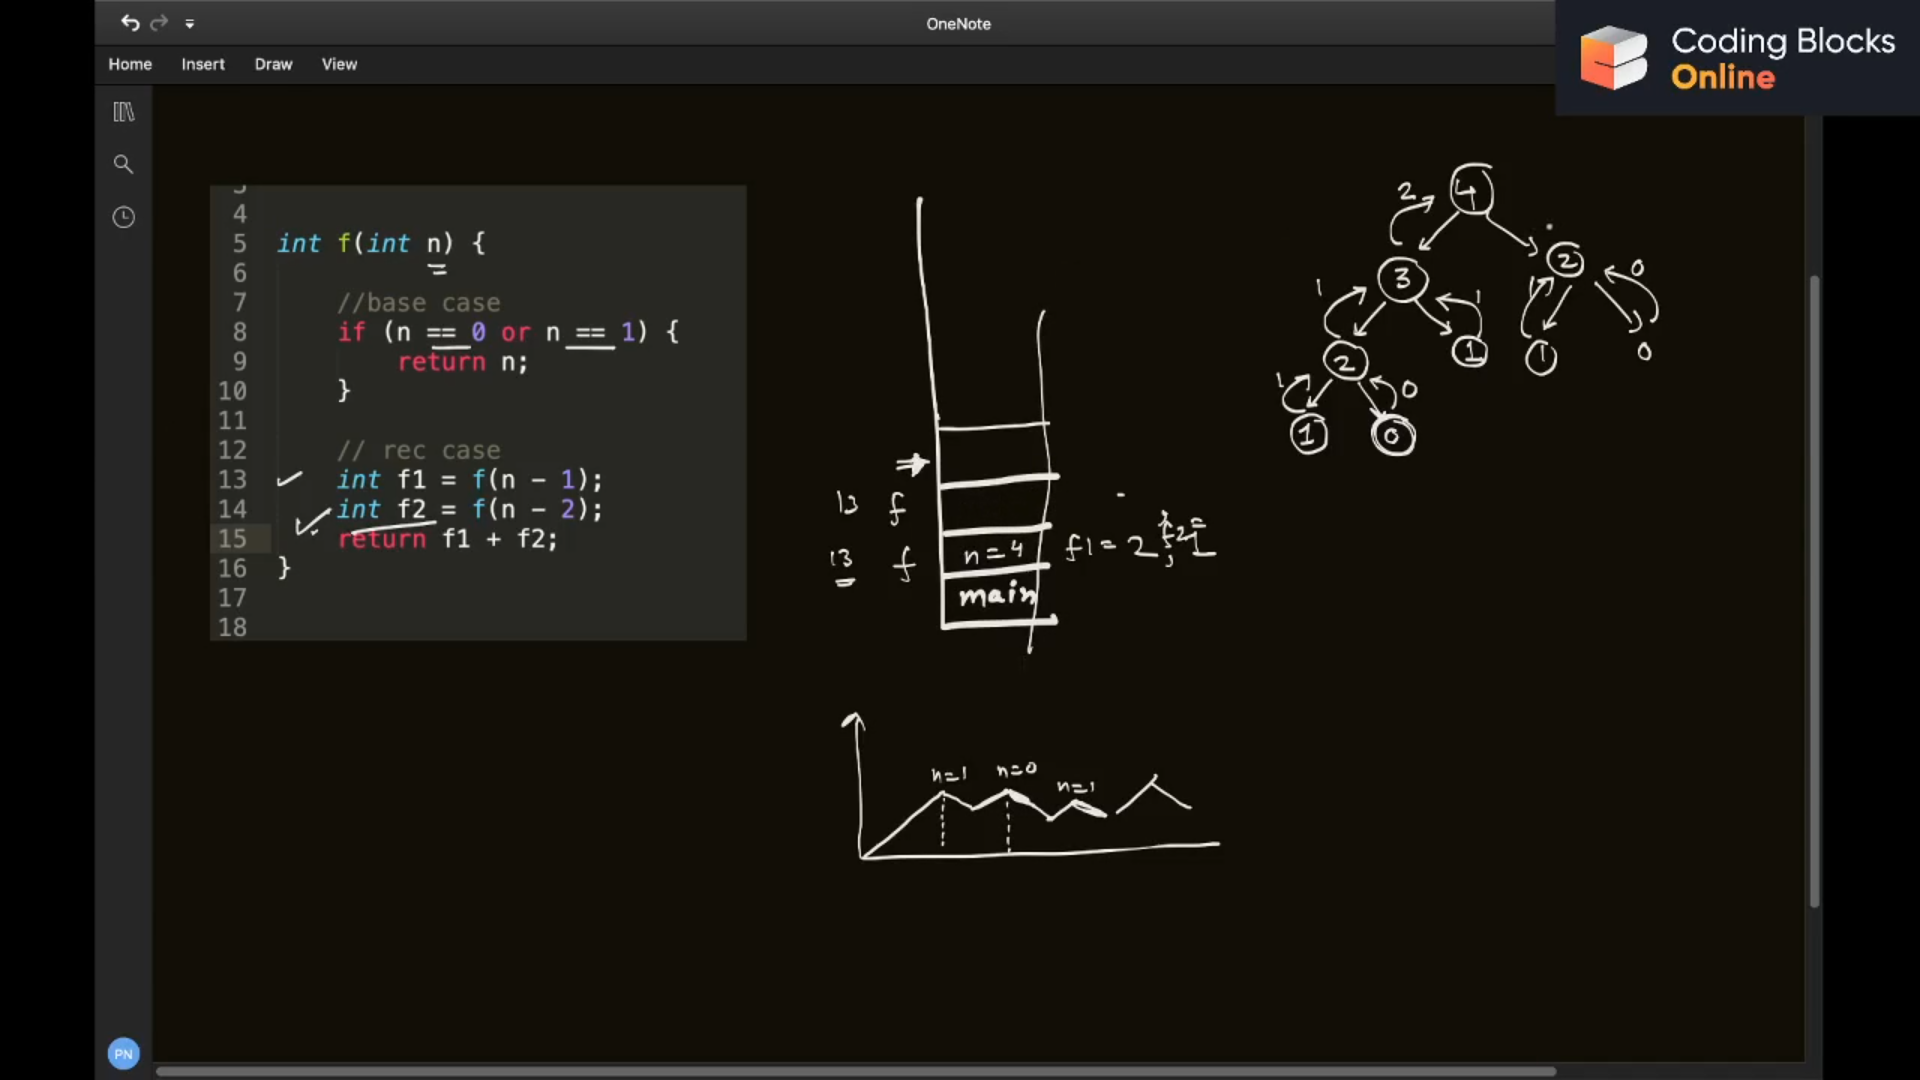 OneNote
Coding Blocks
Online
Home Insert Draw View
4
5 int f(int n) {
6
7 //base case
8 if (n == 0 or n == 1) {
9 return n;
10 }
11
12 // rec case
13 int f1 = f(n - 1);
14 int f2 = f(n - 2);
15 return f1 + f2;
16 }
17
18
13 f
13 f n=4 f1=2, f2=1
main
2 4
3 2 0
1 1 1
2 1 1 0
1 0
1 0
n=1 n=0 n=1
PN